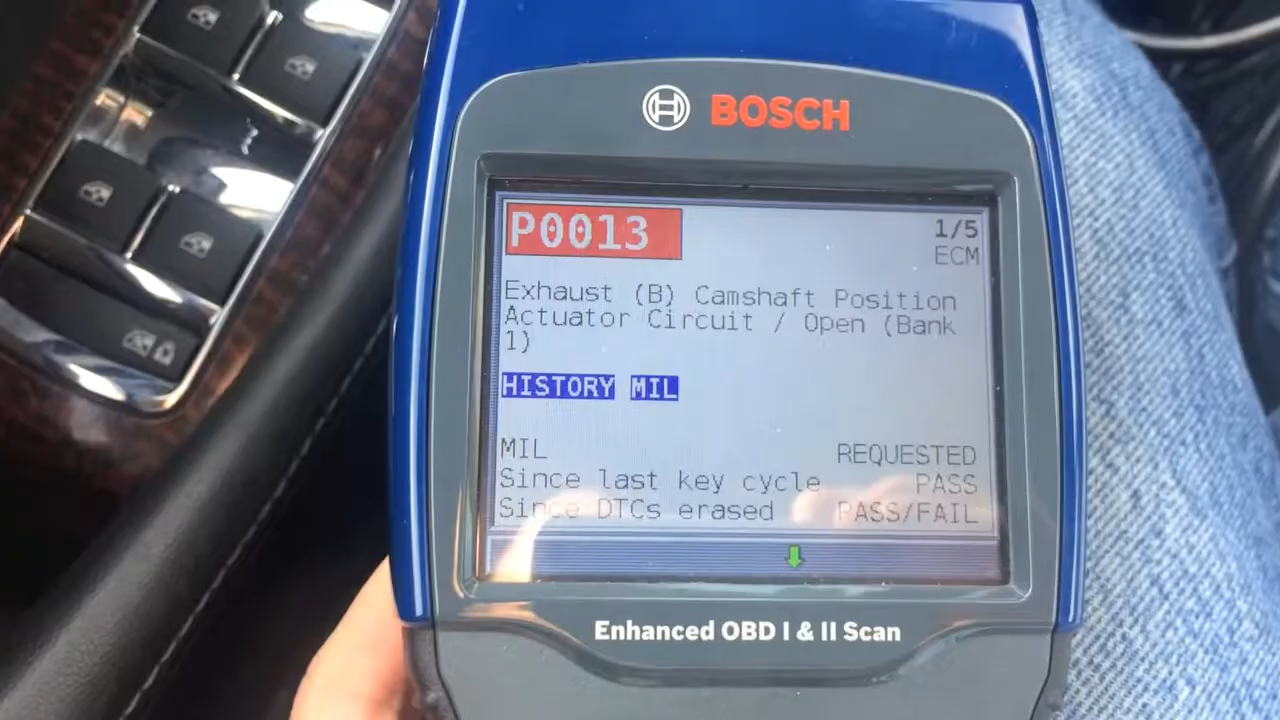 BOSCH
P0013
1/5
ECM
Exhaust (B) Camshaft Position
Actuator Circuit / Open (Bank
1)
HISTORY MIL
MIL REQUESTED
Since last key cycle PASS
Since DTCs erased PASS/FAIL
Enhanced OBD I & II Scan